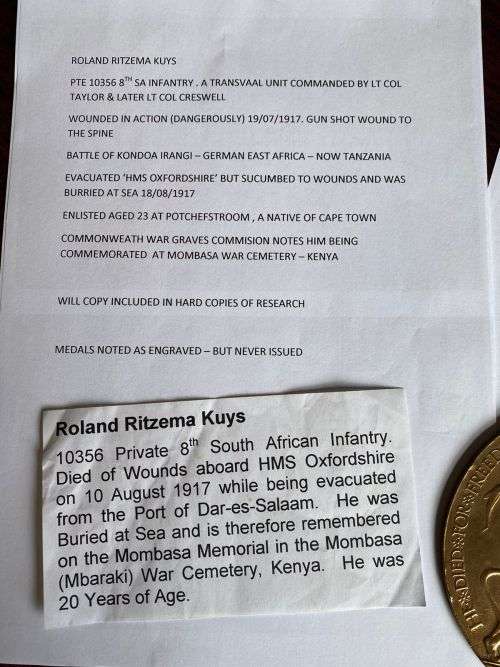 ROLAND RITZEMA KUYS
PTE 10356 8TH SA INFANTRY . A TRANSVAAL UNIT COMMANDED BY LT COL
TAYLOR & LATER LT COL CRESWELL
WOUNDED IN ACTION (DANGEROUSLY) 19/07/1917. GUN SHOT WOUND TO
THE SPINE
BATTLE OF KONDOA IRANGI – GERMAN EAST AFRICA – NOW TANZANIA
EVACUATED 'HMS OXFORDSHIRE' BUT SUCUMBED TO WOUNDS AND WAS
BURRIED AT SEA 18/08/1917
ENLISTED AGED 23 AT POTCHEFSTROOM , A NATIVE OF CAPE TOWN
COMMONWEATH WAR GRAVES COMMISION NOTES HIM BEING
COMMEMORATED AT MOMBASA WAR CEMETERY – KENYA
WILL COPY INCLUDED IN HARD COPIES OF RESEARCH
MEDALS NOTED AS ENGRAVED – BUT NEVER ISSUED
Roland Ritzema Kuys
10356 Private 8th South African Infantry.
Died of Wounds aboard HMS Oxfordshire
on 10 August 1917 while being evacuated
from the Port of Dar-es-Salaam. He was
Buried at Sea and is therefore remembered
on the Mombasa Memorial in the Mombasa
(Mbaraki) War Cemetery, Kenya. He was
20 Years of Age.
HE DIED FOR FREED